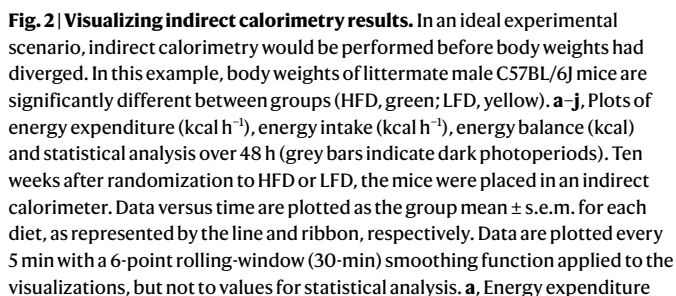 Fig. 2 | Visualizing indirect calorimetry results. In an ideal experimental
scenario, indirect calorimetry would be performed before body weights had
diverged. In this example, body weights of littermate male C57BL/6J mice are
significantly different between groups (HFD, green; LFD, yellow). a–j, Plots of
energy expenditure (kcal h⁻¹), energy intake (kcal h⁻¹), energy balance (kcal)
and statistical analysis over 48 h (grey bars indicate dark photoperiods). Ten
weeks after randomization to HFD or LFD, the mice were placed in an indirect
calorimeter. Data versus time are plotted as the group mean ± s.e.m. for each
diet, as represented by the line and ribbon, respectively. Data are plotted every
5 min with a 6-point rolling-window (30-min) smoothing function applied to the
visualizations, but not to values for statistical analysis. a, Energy expenditure